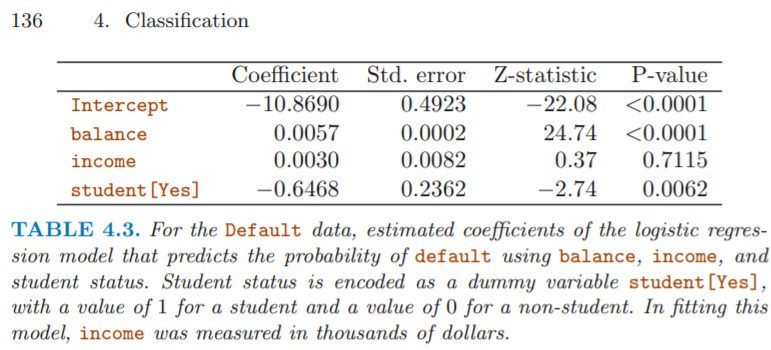 136 4. Classification
Coefficient Std. error Z-statistic P-value
Intercept −10.8690 0.4923 −22.08 <0.0001
balance 0.0057 0.0002 24.74 <0.0001
income 0.0030 0.0082 0.37 0.7115
student[Yes] −0.6468 0.2362 −2.74 0.0062
TABLE 4.3. For the Default data, estimated coefficients of the logistic regres-
sion model that predicts the probability of default using balance, income, and
student status. Student status is encoded as a dummy variable student[Yes],
with a value of 1 for a student and a value of 0 for a non-student. In fitting this
model, income was measured in thousands of dollars.